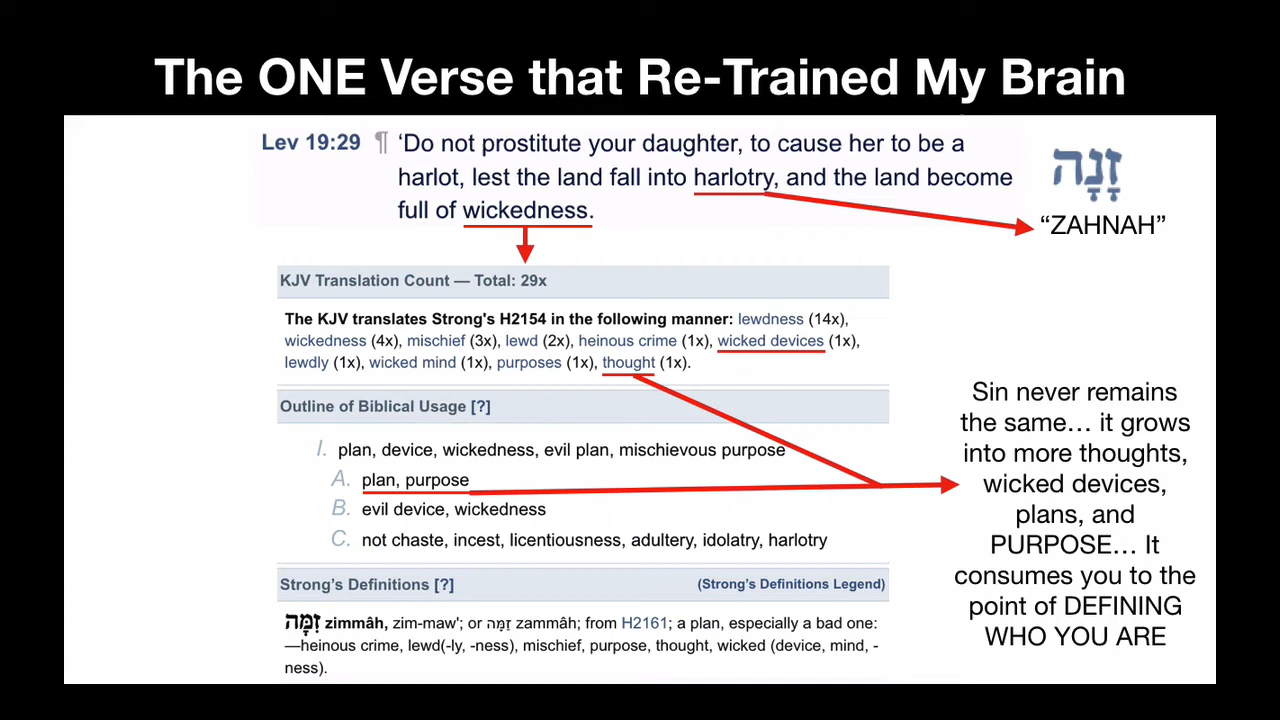 The ONE Verse that Re-Trained My Brain
Lev 19:29 ¶ ‘Do not prostitute your daughter, to cause her to be a
harlot, lest the land fall into harlotry, and the land become
full of wickedness.
זָנָה
“ZAHNAH”
KJV Translation Count — Total: 29x
The KJV translates Strong's H2154 in the following manner: lewdness (14x),
wickedness (4x), mischief (3x), lewd (2x), heinous crime (1x), wicked devices (1x),
lewdly (1x), wicked mind (1x), purposes (1x), thought (1x).
Outline of Biblical Usage [?]
I. plan, device, wickedness, evil plan, mischievous purpose
A. plan, purpose
B. evil device, wickedness
C. not chaste, incest, licentiousness, adultery, idolatry, harlotry
Strong’s Definitions [?] (Strong’s Definitions Legend)
זִמָּה zimmâh, zim-maw'; or זַמָּה zammâh; from H2161; a plan, especially a bad one:
—heinous crime, lewd(-ly, -ness), mischief, purpose, thought, wicked (device, mind, -
ness).
Sin never remains
the same… it grows
into more thoughts,
wicked devices,
plans, and
PURPOSE… It
consumes you to the
point of DEFINING
WHO YOU ARE